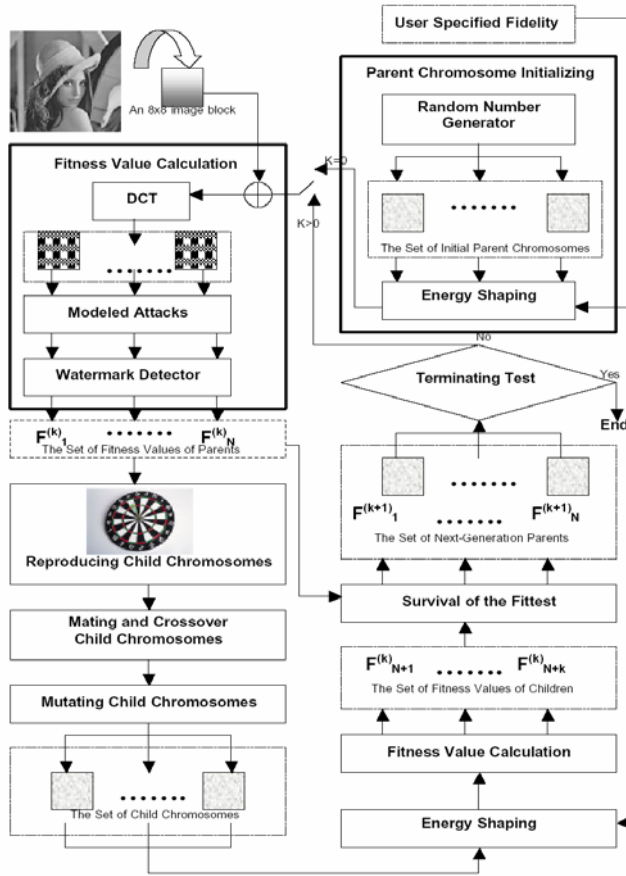 User Specified Fidelity
An 8x8 image block
Parent Chromosome Initializing
Random Number
Generator
The Set of Initial Parent Chromosomes
Energy Shaping
K=0
K>0
Fitness Value Calculation
DCT
Modeled Attacks
Watermark Detector
F(k)1 F(k)N
The Set of Fitness Values of Parents
Reproducing Child Chromosomes
Mating and Crossover
Child Chromosomes
Mutating Child Chromosomes
The Set of Child Chromosomes
No
Terminating Test
Yes
End
F(k+1)1 F(k+1)N
The Set of Next-Generation Parents
Survival of the Fittest
F(k)N+1 F(k)N+k
The Set of Fitness Values of Children
Fitness Value Calculation
Energy Shaping